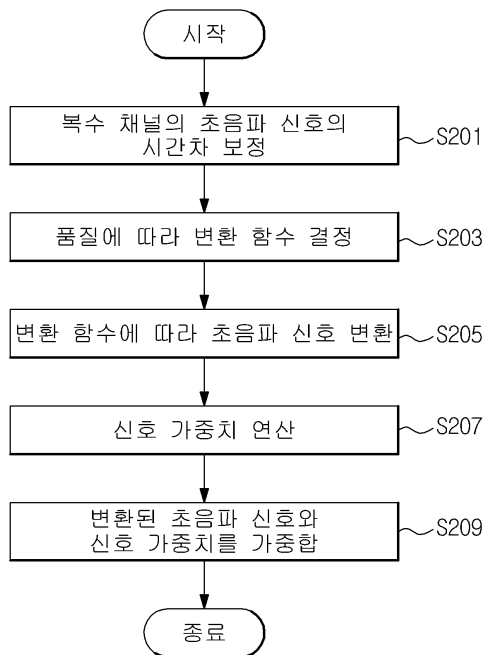 시작
복수 채널의 초음파 신호의
시간차 보정
S201
품질에 따라 변환 함수 결정
S203
변환 함수에 따라 초음파 신호 변환
S205
신호 가중치 연산
S207
변환된 초음파 신호와
신호 가중치를 가중합
S209
종료